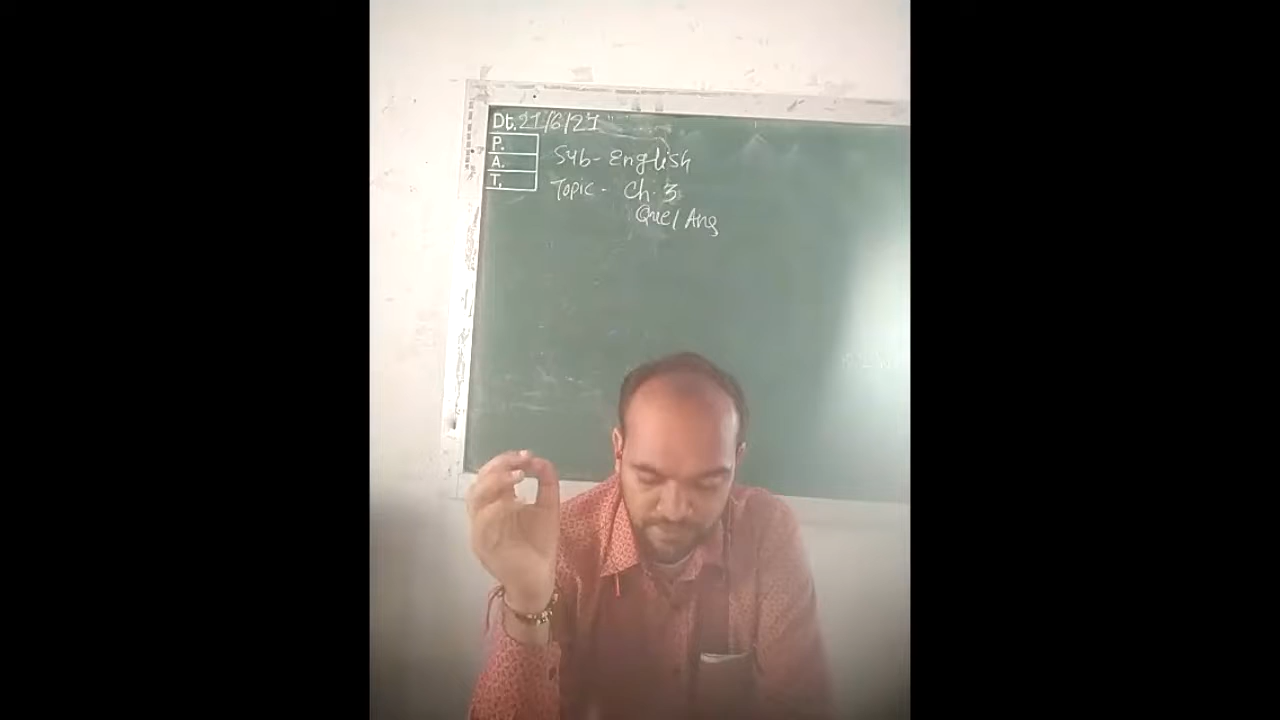 Dt. 21/6/21
P.
A.
T.
Sub- English
Topic - Ch. 3
Que/Ans